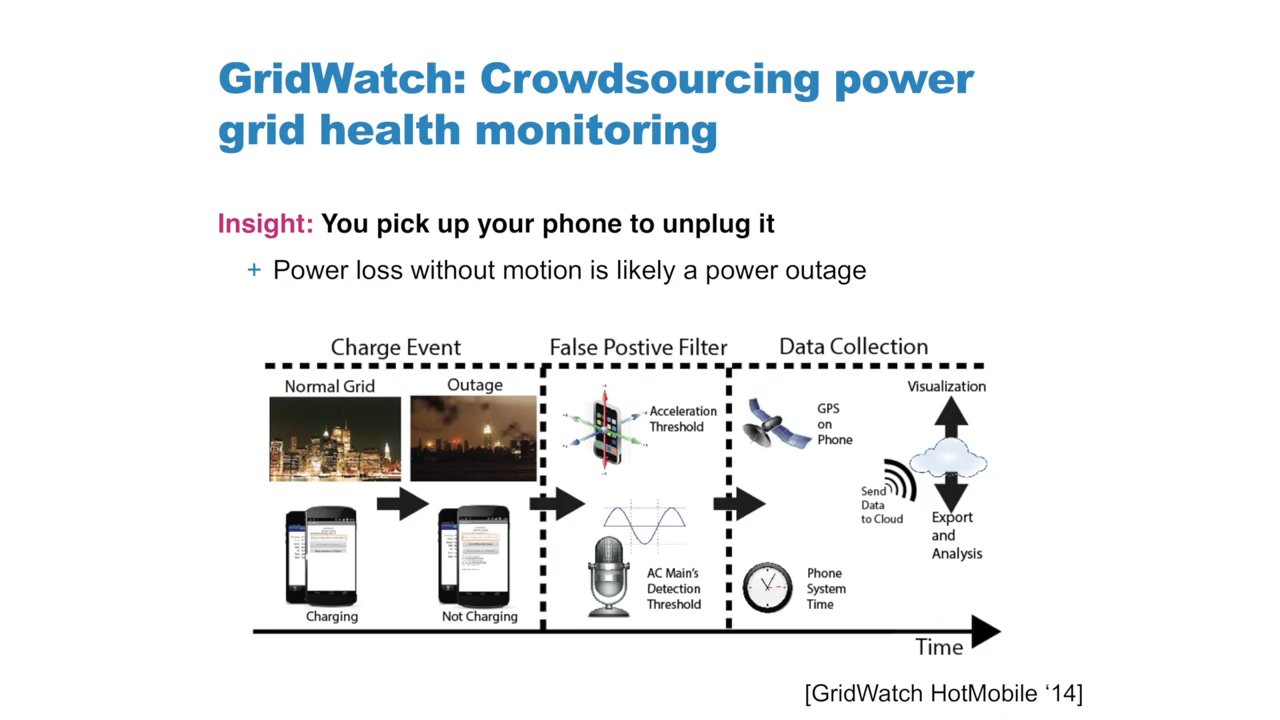 GridWatch: Crowdsourcing power
grid health monitoring
Insight: You pick up your phone to unplug it
+ Power loss without motion is likely a power outage
Charge Event
False Postive Filter
Data Collection
Normal Grid
Outage
Charging
Not Charging
Acceleration
Threshold
AC Main's
Detection
Threshold
GPS
on
Phone
Phone
System
Time
Send
Data
to Cloud
Visualization
Export
and
Analysis
Time
[GridWatch HotMobile ‘14]